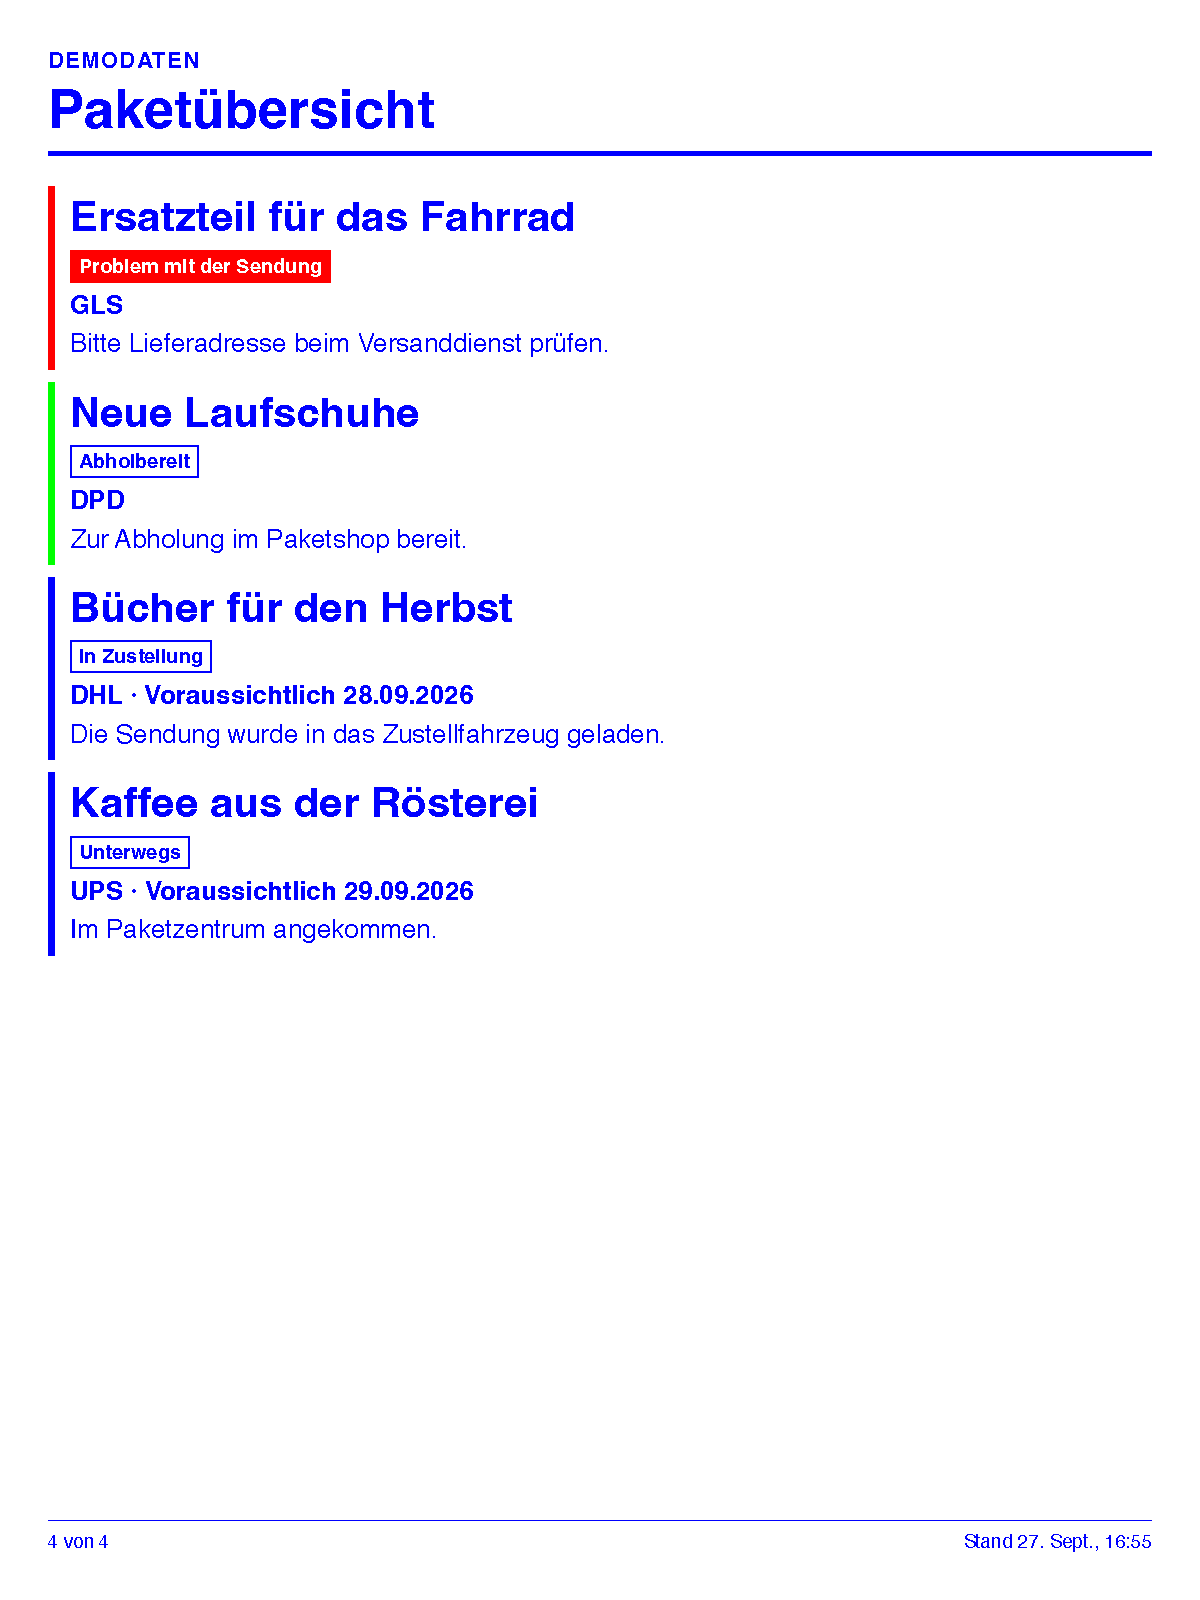 DEMODATEN
Paketübersicht
Ersatzteil für das Fahrrad
Problem mit der Sendung
GLS
Bitte Lieferadresse beim Versanddienst prüfen.
Neue Laufschuhe
Abholbereit
DPD
Zur Abholung im Paketshop bereit.
Bücher für den Herbst
In Zustellung
DHL · Voraussichtlich 28.09.2026
Die Sendung wurde in das Zustellfahrzeug geladen.
Kaffee aus der Rösterei
Unterwegs
UPS · Voraussichtlich 29.09.2026
Im Paketzentrum angekommen.
4 von 4
Stand 27. Sept., 16:55